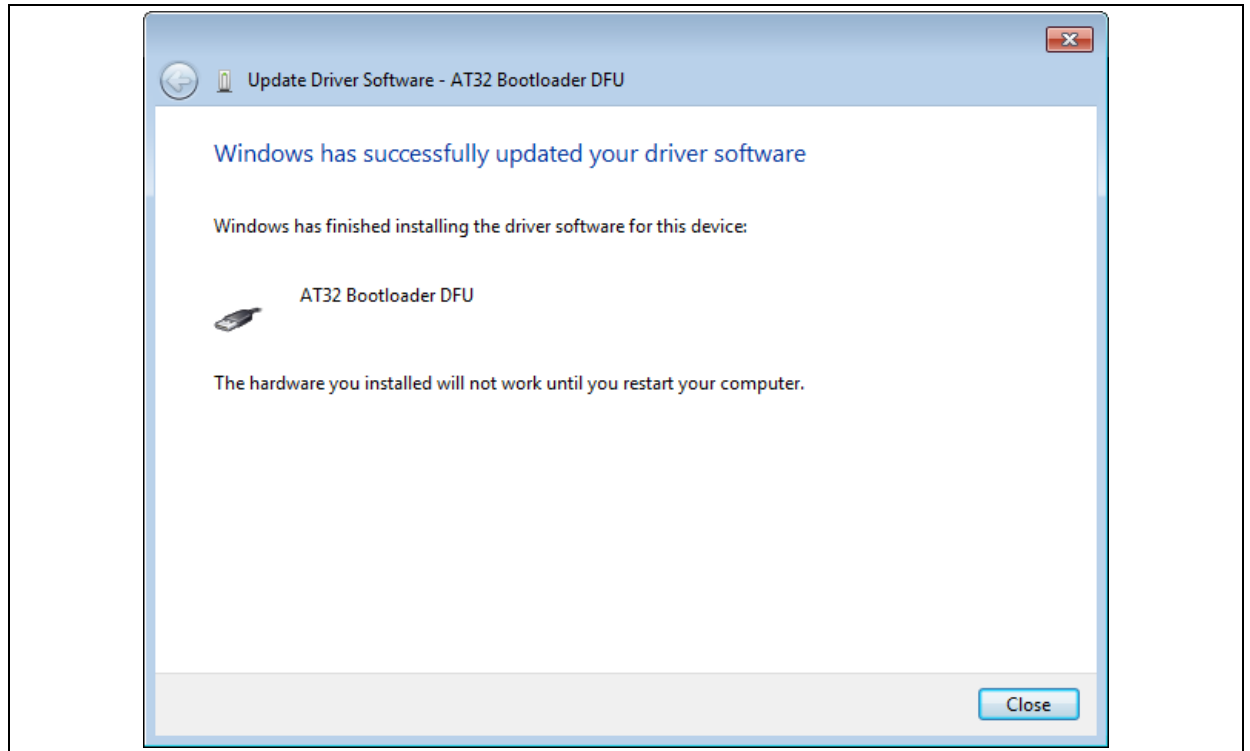 Update Driver Software - AT32 Bootloader DFU
Windows has successfully updated your driver software
Windows has finished installing the driver software for this device:
AT32 Bootloader DFU
The hardware you installed will not work until you restart your computer.
Close